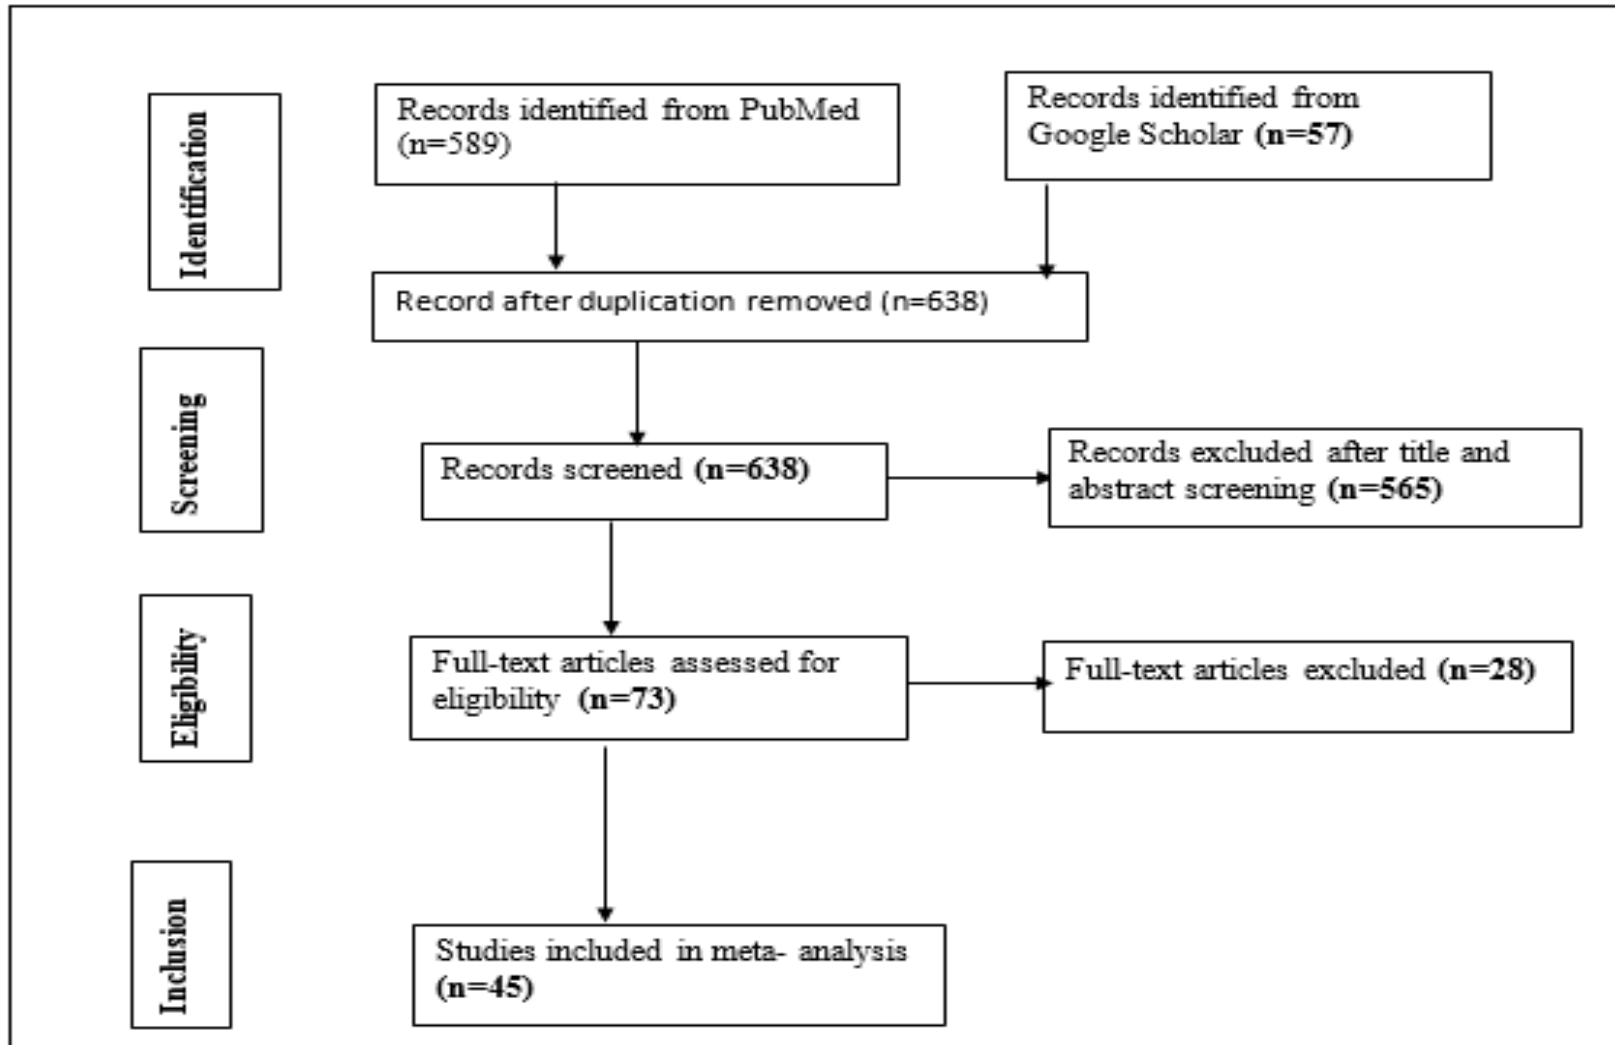 Identification
Records identified from PubMed
(n=589)
Records identified from
Google Scholar (n=57)
Record after duplication removed (n=638)
Screening
Records screened (n=638)
Records excluded after title and
abstract screening (n=565)
Eligibility
Full-text articles assessed for
eligibility (n=73)
Full-text articles excluded (n=28)
Inclusion
Studies included in meta- analysis
(n=45)